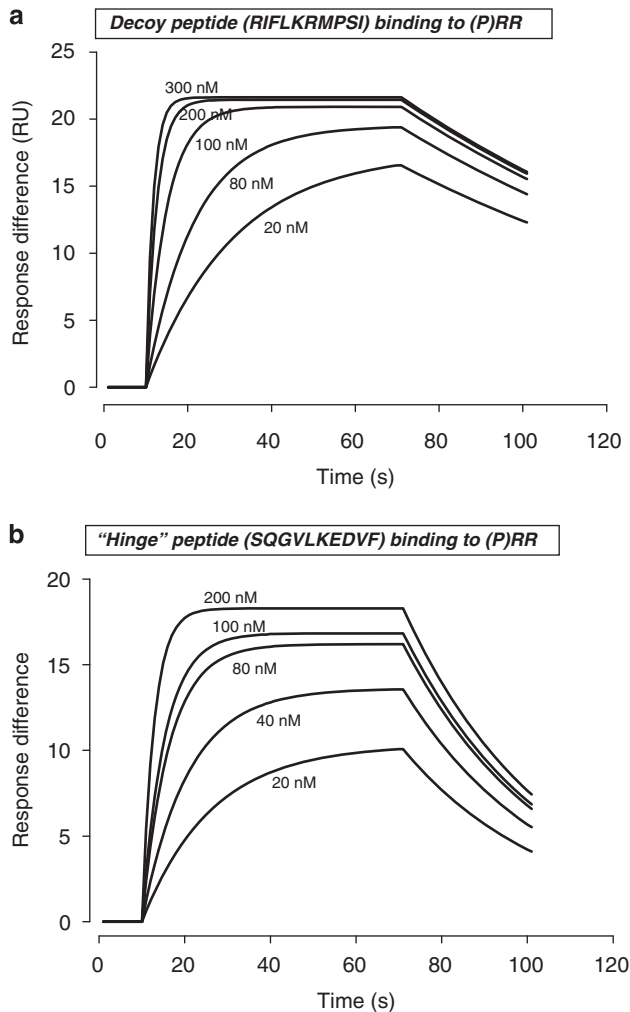 a
Decoy peptide (RIFLKRMPSI) binding to (P)RR
25
20
15
10
5
0
Response difference (RU)
300 nM
200 nM
100 nM
80 nM
20 nM
0 20 40 60 80 100 120
Time (s)
b
“Hinge” peptide (SQGVLKEDVF) binding to (P)RR
20
15
10
5
0
Response difference
200 nM
100 nM
80 nM
40 nM
20 nM
0 20 40 60 80 100 120
Time (s)